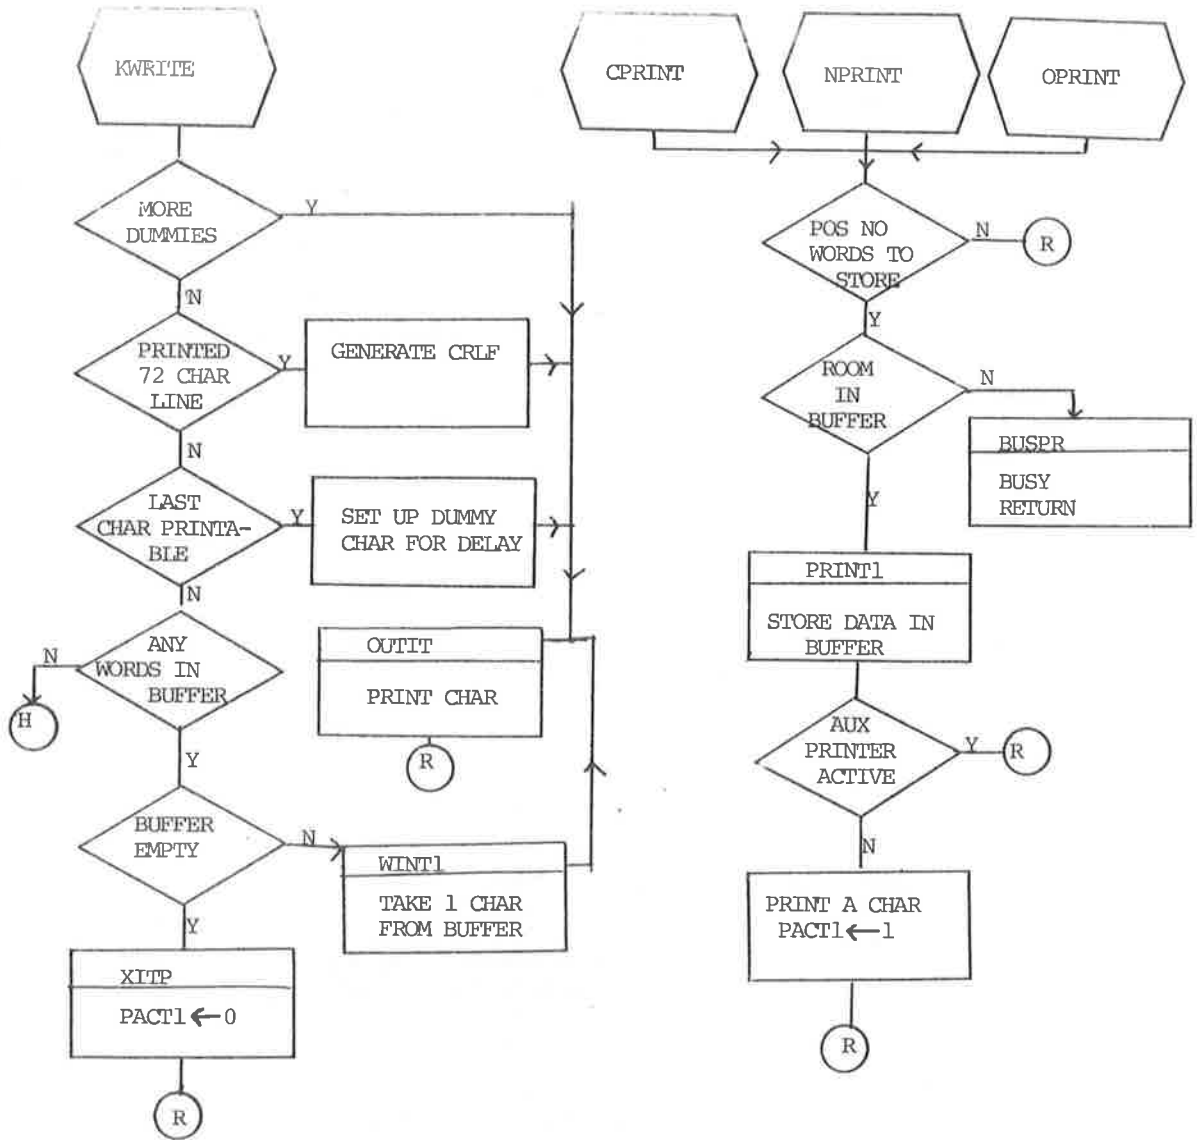 KWRITE
MORE
DUMMIES
Y
N
PRINTED
72 CHAR
LINE
Y
GENERATE CRLF
N
LAST
CHAR PRINTA-
BLE
Y
SET UP DUMMY
CHAR FOR DELAY
N
ANY
WORDS IN
BUFFER
N
H
OUTIT
PRINT CHAR
R
Y
BUFFER
EMPTY
N
WINT1
TAKE 1 CHAR
FROM BUFFER
Y
XITP
PACT1←0
R
CPRINT
NPRINT
OPRINT
POS NO
WORDS TO
STORE
N
R
Y
ROOM
IN
BUFFER
N
BUSPR
BUSY
RETURN
Y
PRINT1
STORE DATA IN
BUFFER
AUX
PRINTER
ACTIVE
Y
R
N
PRINT A CHAR
PACT1←1
R